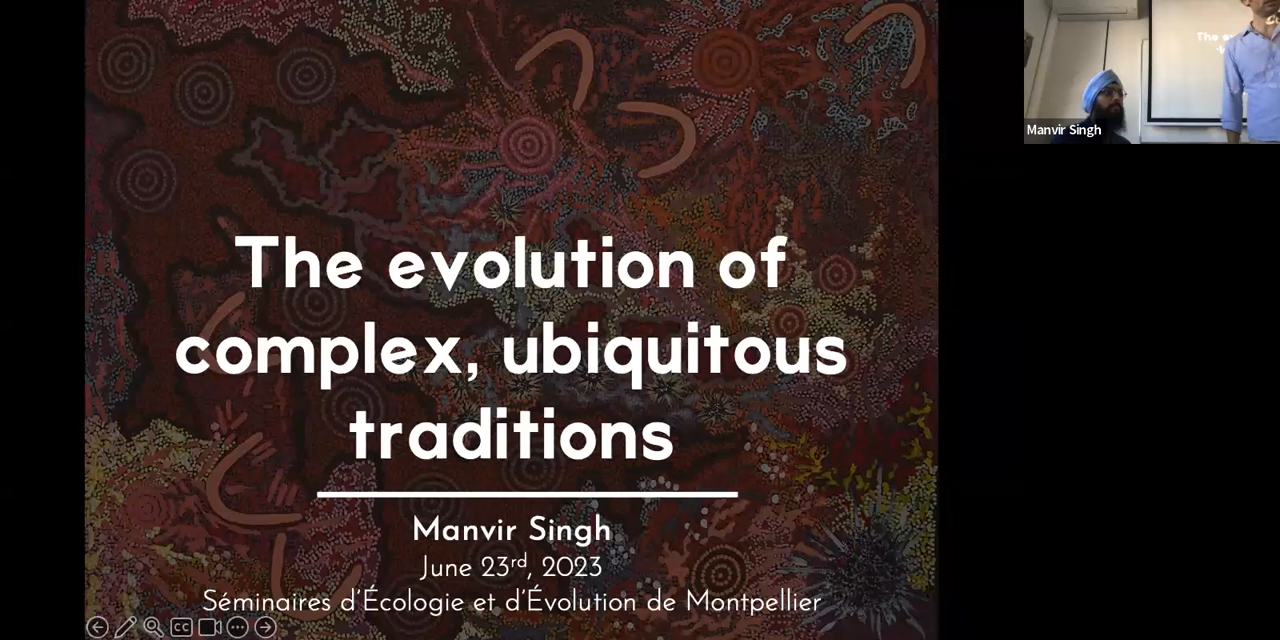 The evolution of
complex, ubiquitous
traditions
Manvir Singh
June 23rd, 2023
Séminaires d'Écologie et d'Évolution de Montpellier
CC
Manvir Singh